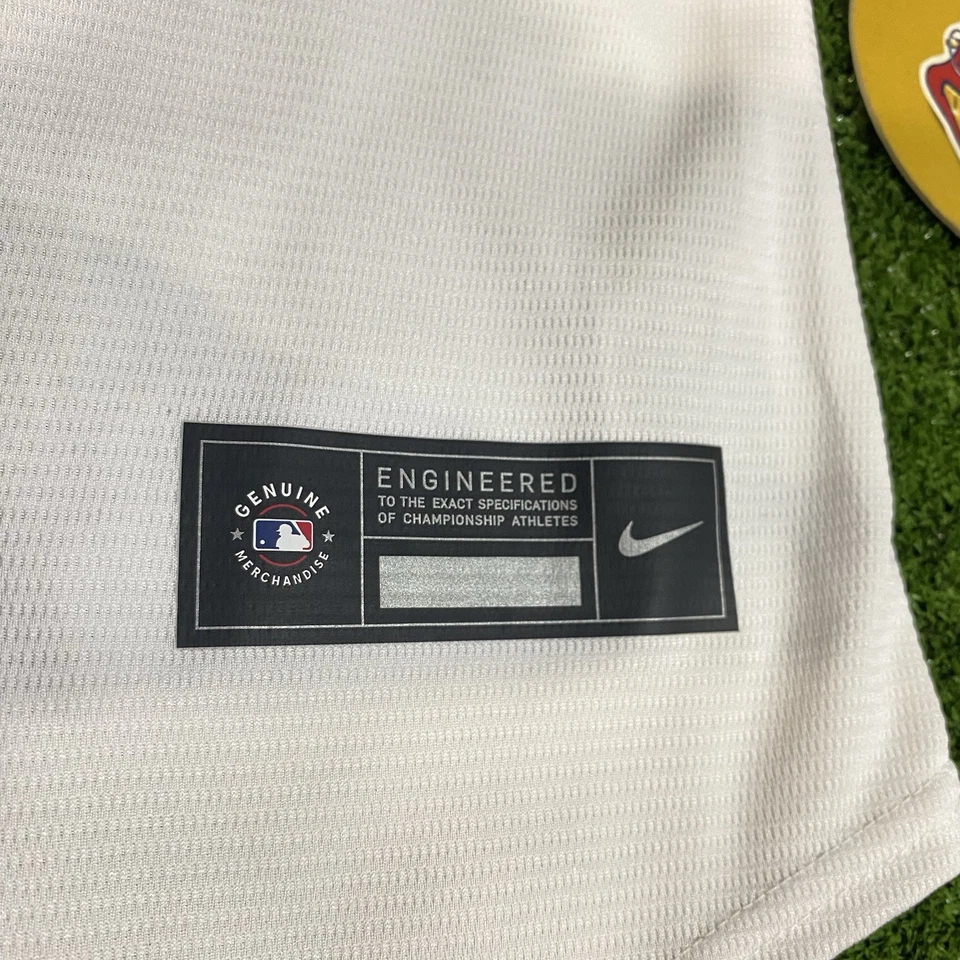 GENUINE
MERCHANDISE
ENGINEERED
TO THE EXACT SPECIFICATIONS
OF CHAMPIONSHIP ATHLETES